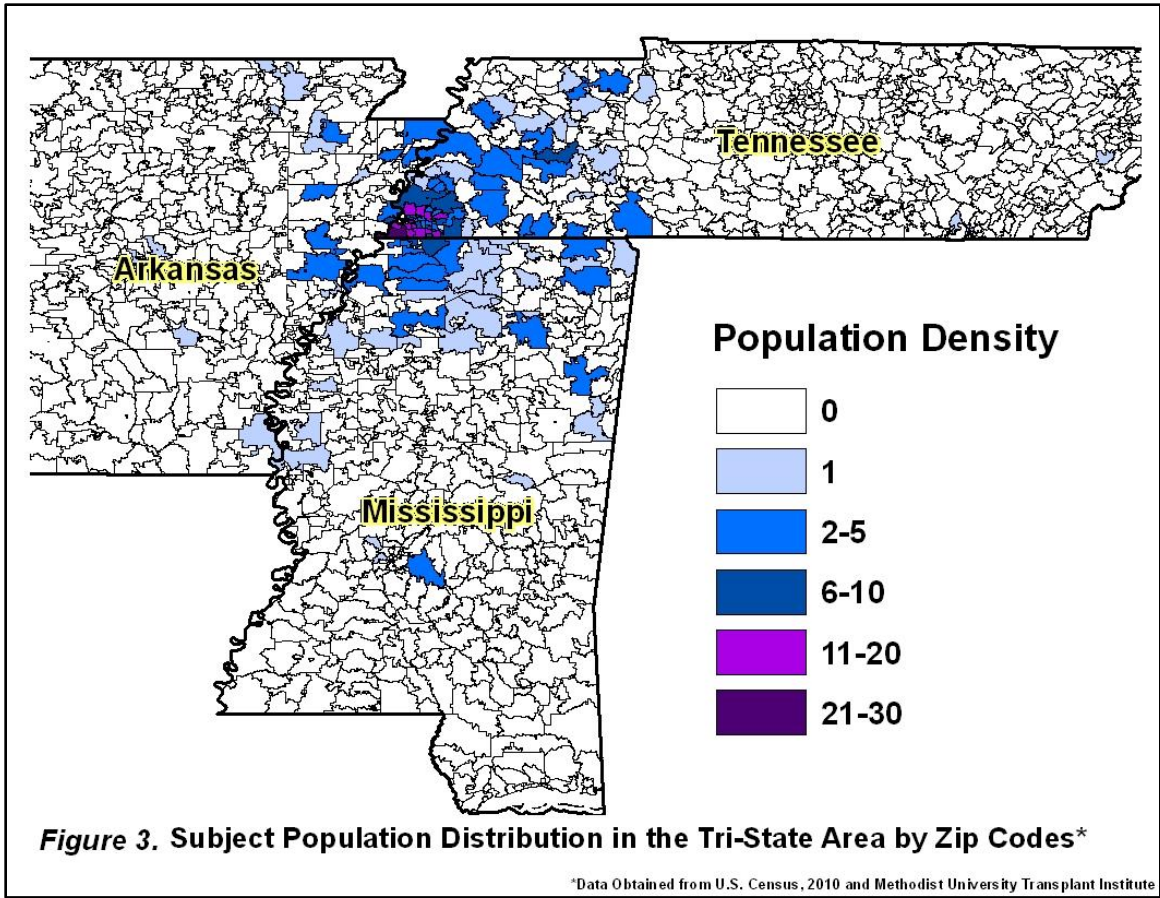 Tennessee
Arkansas
Mississippi
Population Density
0
1
2-5
6-10
11-20
21-30
Figure 3. Subject Population Distribution in the Tri-State Area by Zip Codes*
*Data Obtained from U.S. Census, 2010 and Methodist University Transplant Institute